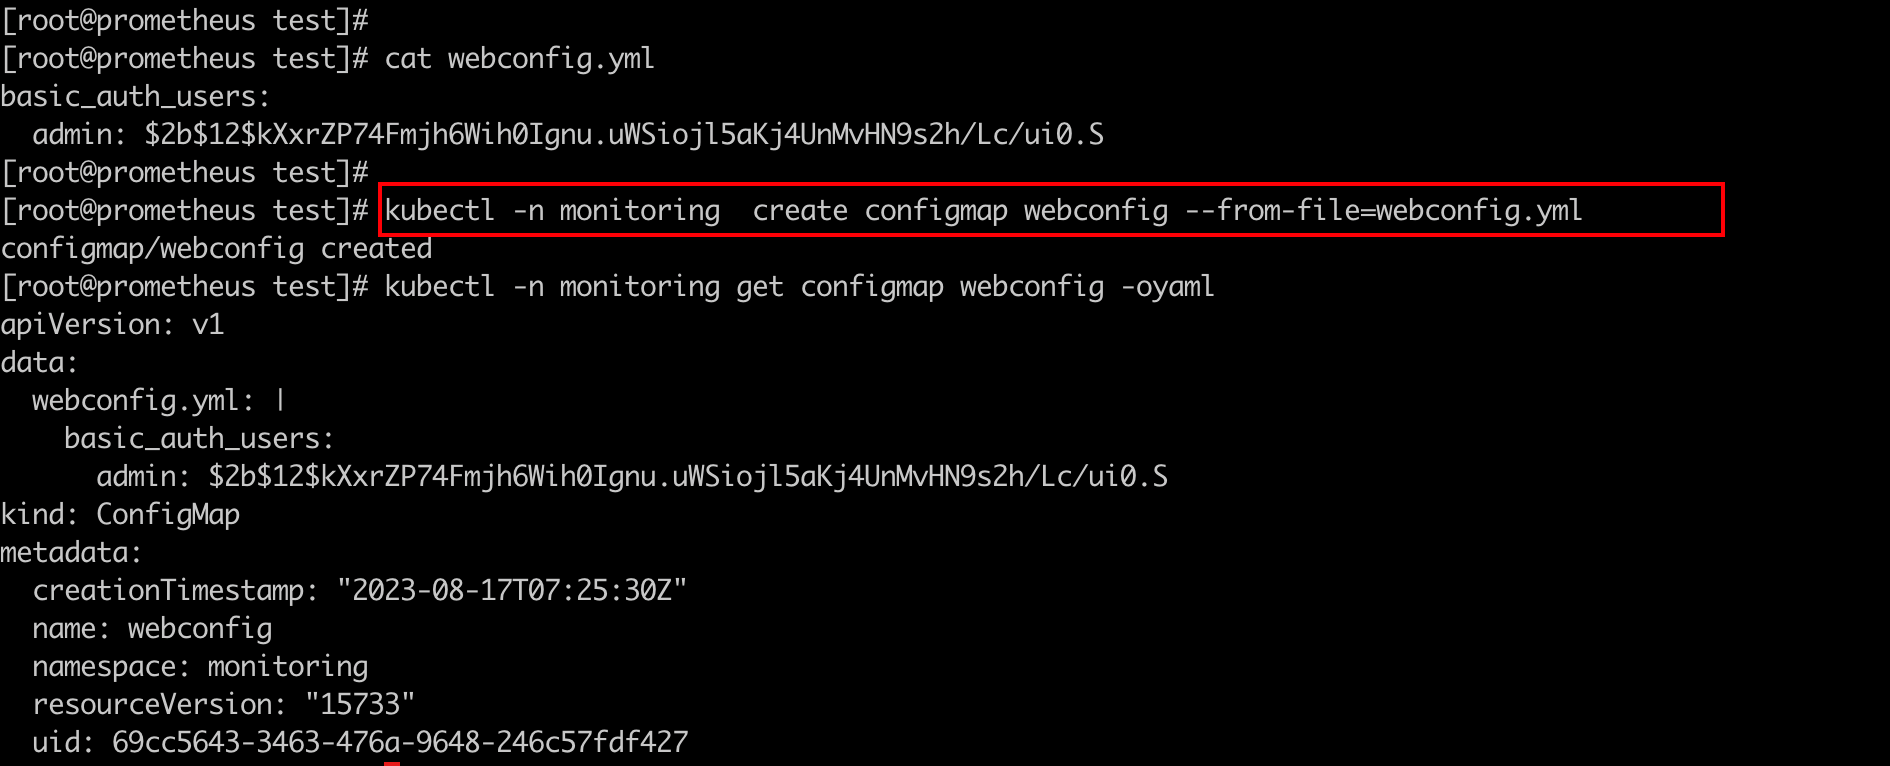 [root@prometheus test]#
[root@prometheus test]# cat webconfig.yml
basic_auth_users:
  admin: $2b$12$kXxrZP74Fmjh6Wih0Ignu.uWSiojl5aKj4UnMvHN9s2h/Lc/ui0.S
[root@prometheus test]#
[root@prometheus test]# kubectl -n monitoring  create configmap webconfig --from-file=webconfig.yml
configmap/webconfig created
[root@prometheus test]# kubectl -n monitoring get configmap webconfig -oyaml
apiVersion: v1
data:
  webconfig.yml: |
    basic_auth_users:
      admin: $2b$12$kXxrZP74Fmjh6Wih0Ignu.uWSiojl5aKj4UnMvHN9s2h/Lc/ui0.S
kind: ConfigMap
metadata:
  creationTimestamp: "2023-08-17T07:25:30Z"
  name: webconfig
  namespace: monitoring
  resourceVersion: "15733"
  uid: 69cc5643-3463-476a-9648-246c57fdf427